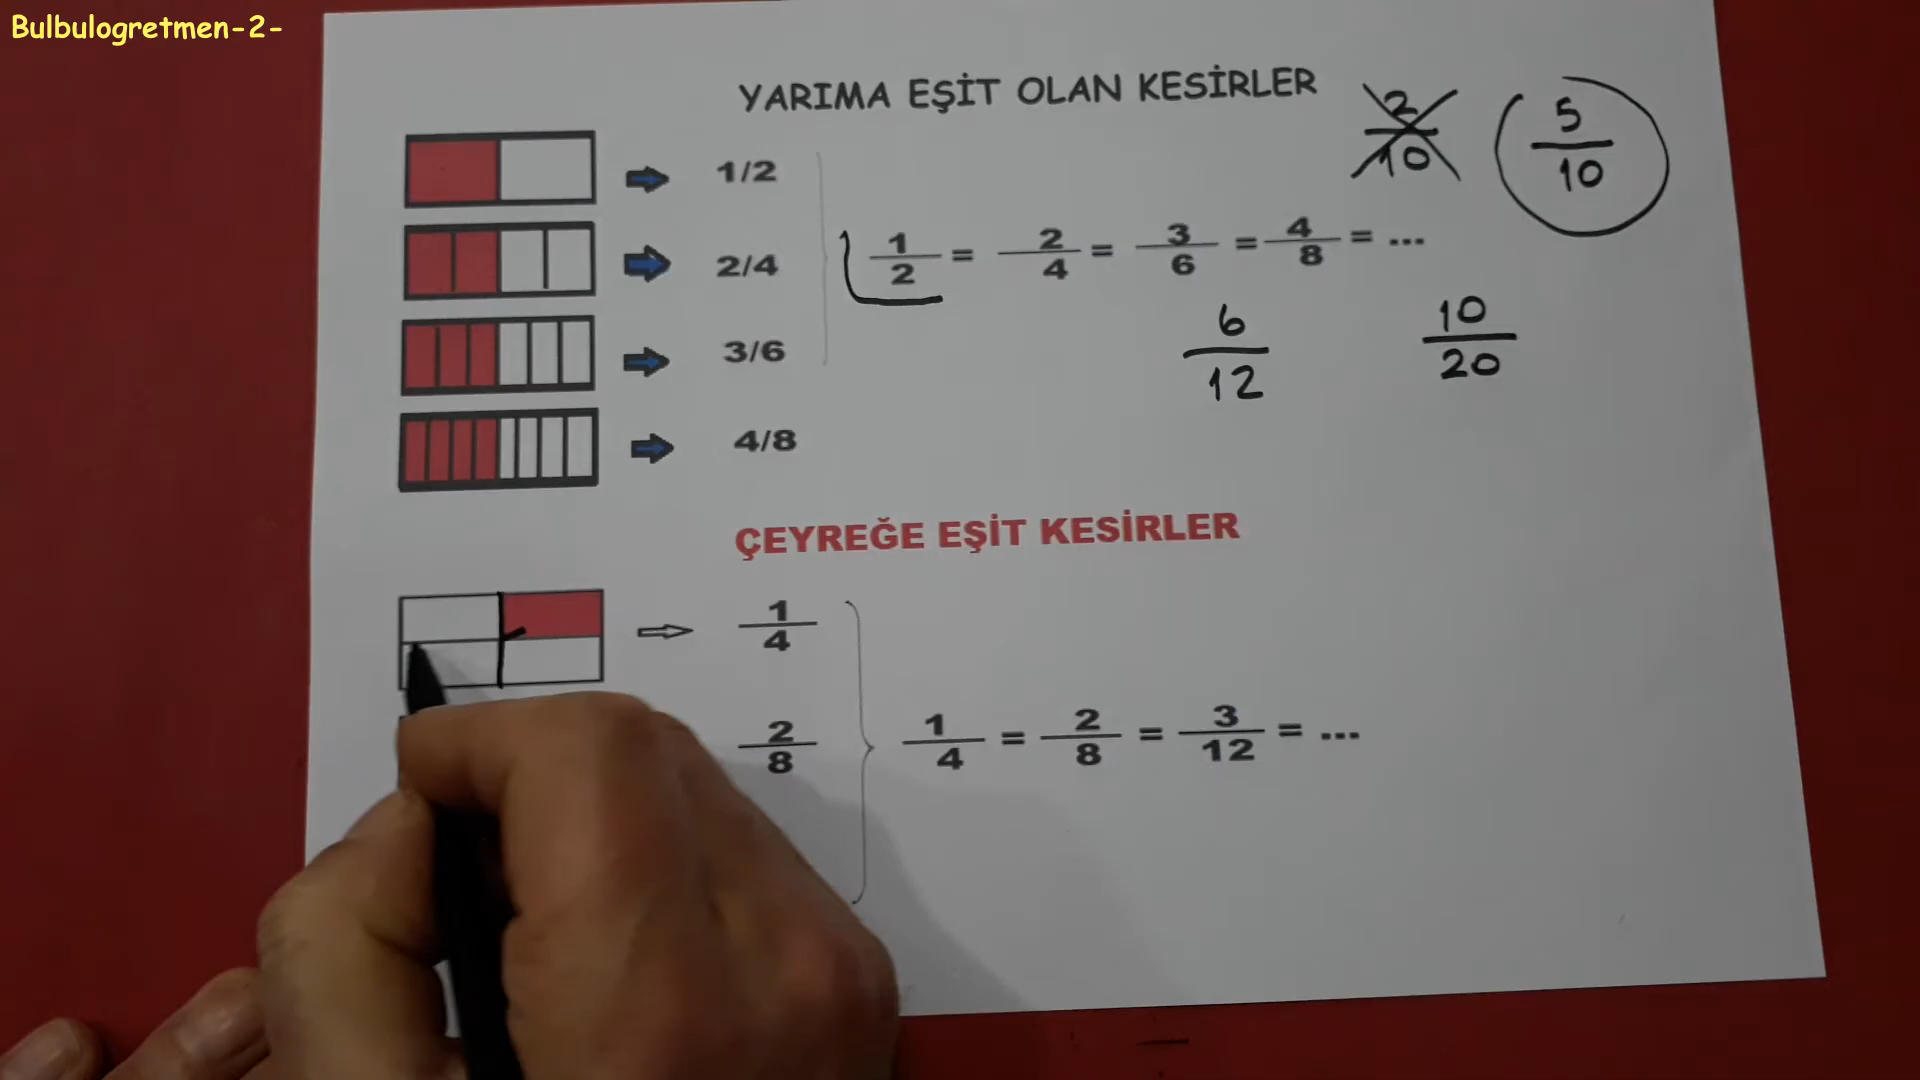 Bulbulogretmen-2-
YARIMA EŞİT OLAN KESİRLER
2/10
5/10
1/2
2/4
3/6
4/8
1/2 = 2/4 = 3/6 = 4/8 = ...
6/12
10/20
ÇEYREĞE EŞİT KESİRLER
1/4
2/8
1/4 = 2/8 = 3/12 = ...